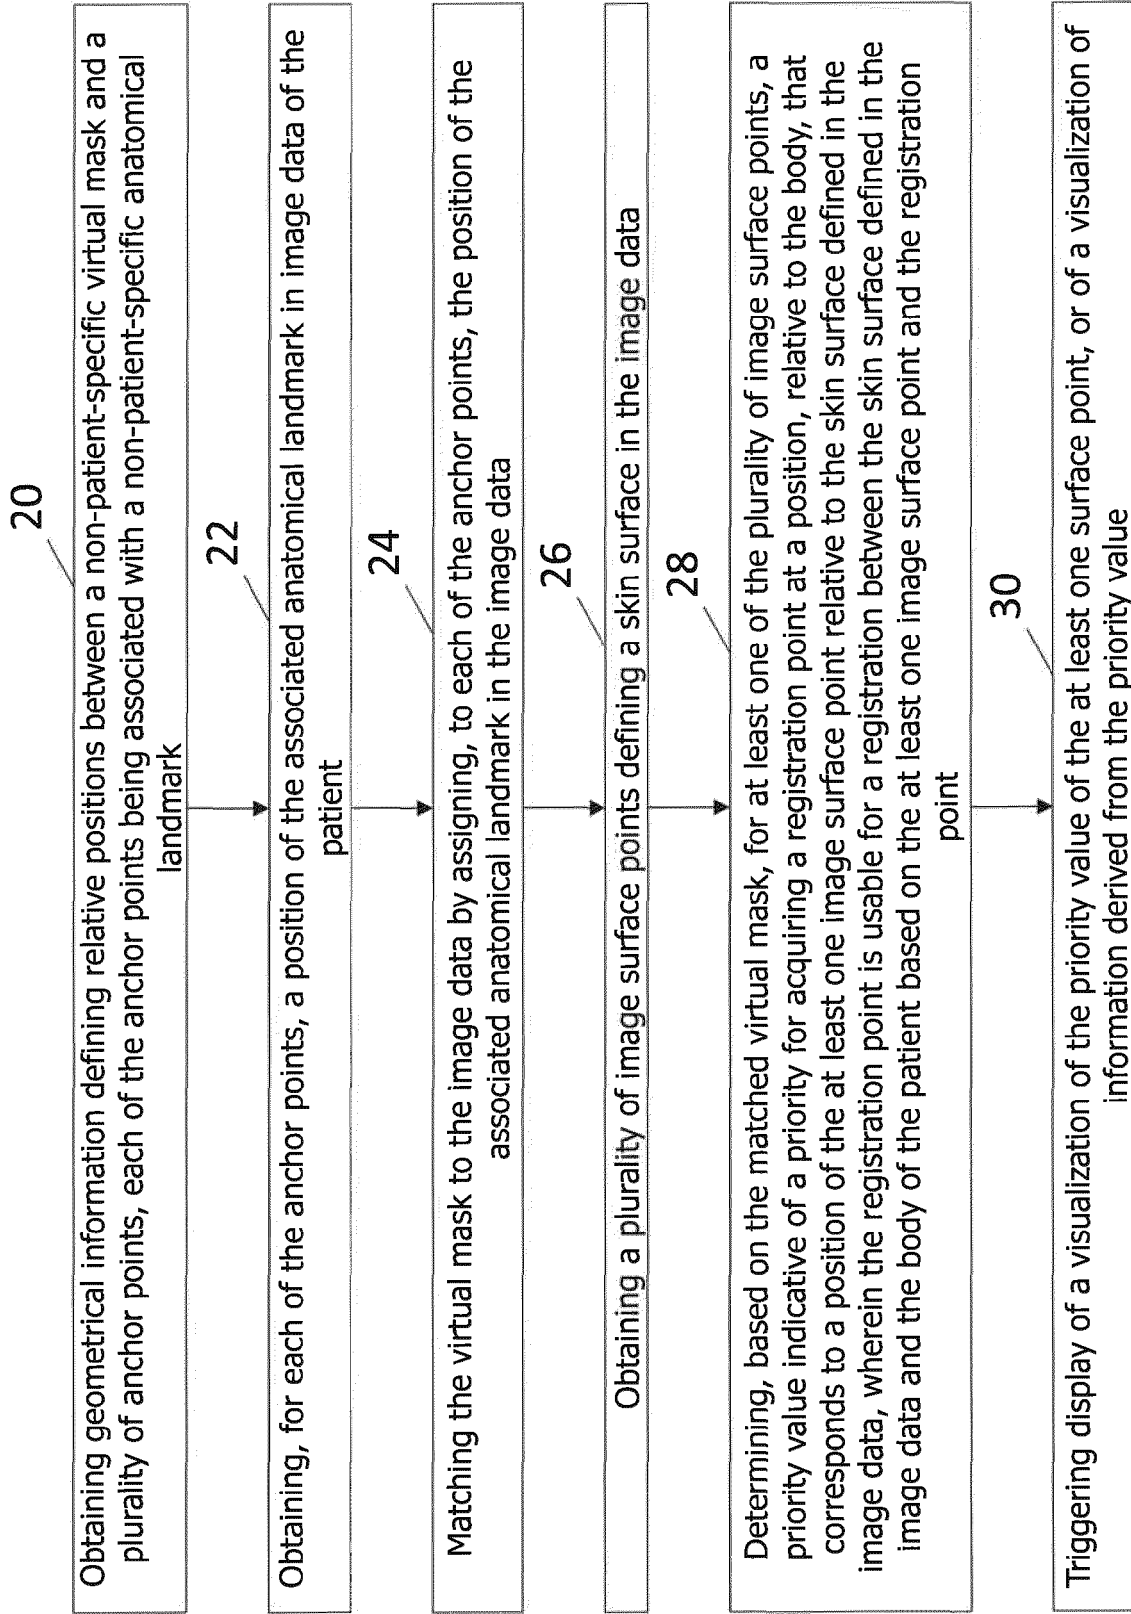 20
Obtaining geometrical information defining relative positions between a non-patient-specific virtual mask and a
plurality of anchor points, each of the anchor points being associated with a non-patient-specific anatomical
landmark
22
Obtaining, for each of the anchor points, a position of the associated anatomical landmark in image data of the
patient
24
Matching the virtual mask to the image data by assigning, to each of the anchor points, the position of the
associated anatomical landmark in the image data
26
Obtaining a plurality of image surface points defining a skin surface in the image data
28
Determining, based on the matched virtual mask, for at least one of the plurality of image surface points, a
priority value indicative of a priority for acquiring a registration point at a position, relative to the body, that
corresponds to a position of the at least one image surface point relative to the skin surface defined in the
image data, wherein the registration point is usable for a registration between the skin surface defined in the
image data and the body of the patient based on the at least one image surface point and the registration
point
30
Triggering display of a visualization of the priority value of the at least one surface point, or of a visualization of
information derived from the priority value